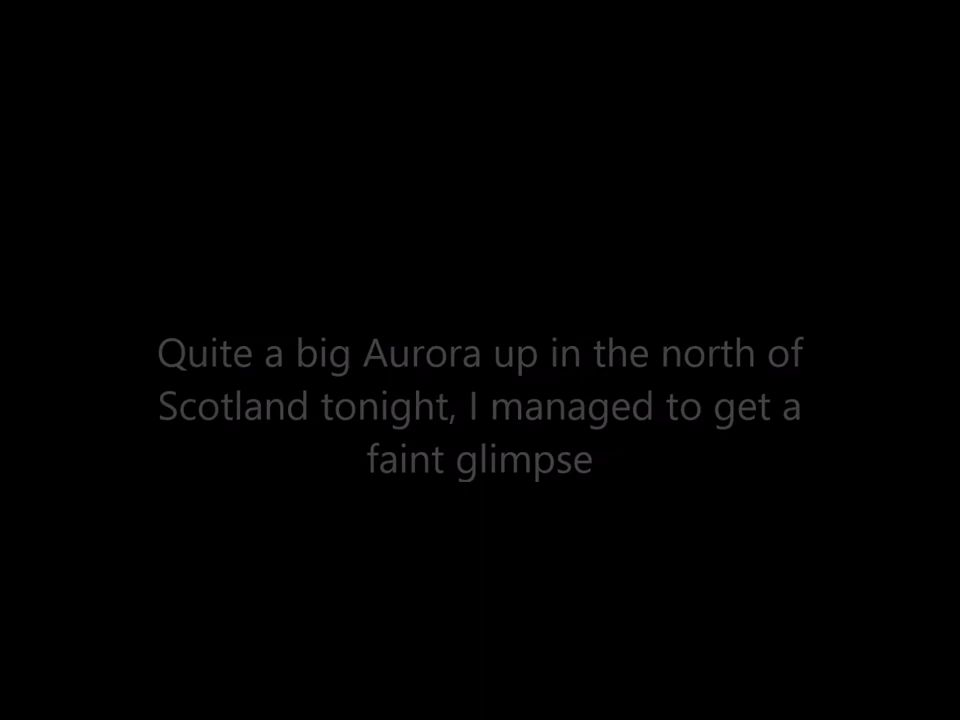 Quite a big Aurora up in the north of
Scotland tonight, I managed to get a
faint glimpse